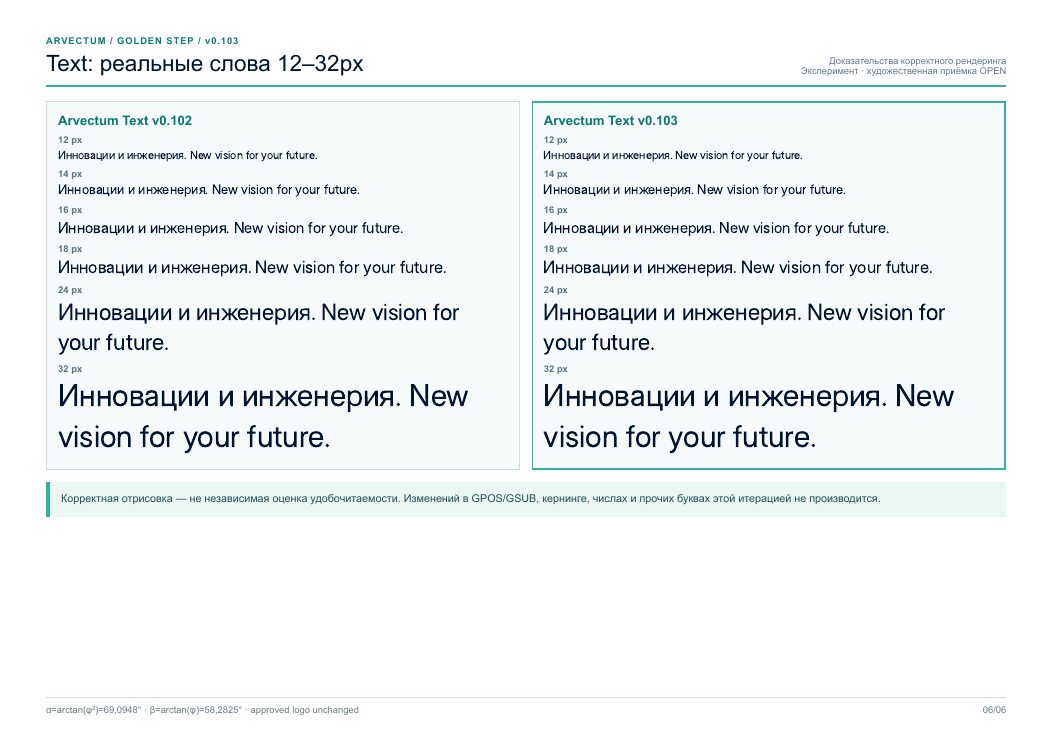 ARVECTUM / GOLDEN STEP / v0.103
Text: реальные слова 12–32px
Доказательства корректного рендеринга
Эксперимент · художественная приёмка OPEN
Arvectum Text v0.102
12 px
Инновации и инженерия. New vision for your future.
14 px
Инновации и инженерия. New vision for your future.
16 px
Инновации и инженерия. New vision for your future.
18 px
Инновации и инженерия. New vision for your future.
24 px
Инновации и инженерия. New vision for
your future.
32 px
Инновации и инженерия. New
vision for your future.
Arvectum Text v0.103
12 px
Инновации и инженерия. New vision for your future.
14 px
Инновации и инженерия. New vision for your future.
16 px
Инновации и инженерия. New vision for your future.
18 px
Инновации и инженерия. New vision for your future.
24 px
Инновации и инженерия. New vision for
your future.
32 px
Инновации и инженерия. New
vision for your future.
Корректная отрисовка — не независимая оценка удобочитаемости. Изменений в GPOS/GSUB, кернинге, числах и прочих буквах этой итерацией не производится.
α=arctan(φ²)=69,0948° · β=arctan(φ)=58,2825° · approved logo unchanged
06/06